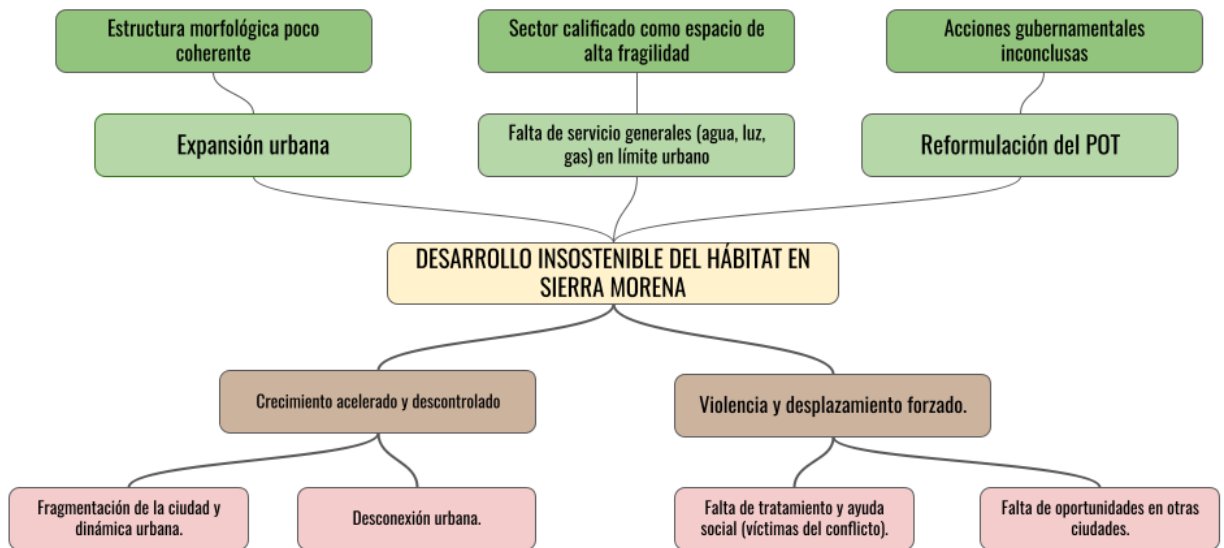 Estructura morfológica poco
coherente
Sector calificado como espacio de
alta fragilidad
Acciones gubernamentales
inconclusas
Expansión urbana
Falta de servicio generales (agua, luz,
gas) en límite urbano
Reformulación del POT
DESARROLLO INSOSTENIBLE DEL HÁBITAT EN
SIERRA MORENA
Crecimiento acelerado y descontrolado
Violencia y desplazamiento forzado.
Fragmentación de la ciudad y
dinámica urbana.
Desconexión urbana.
Falta de tratamiento y ayuda
social (víctimas del conflicto).
Falta de oportunidades en otras
ciudades.